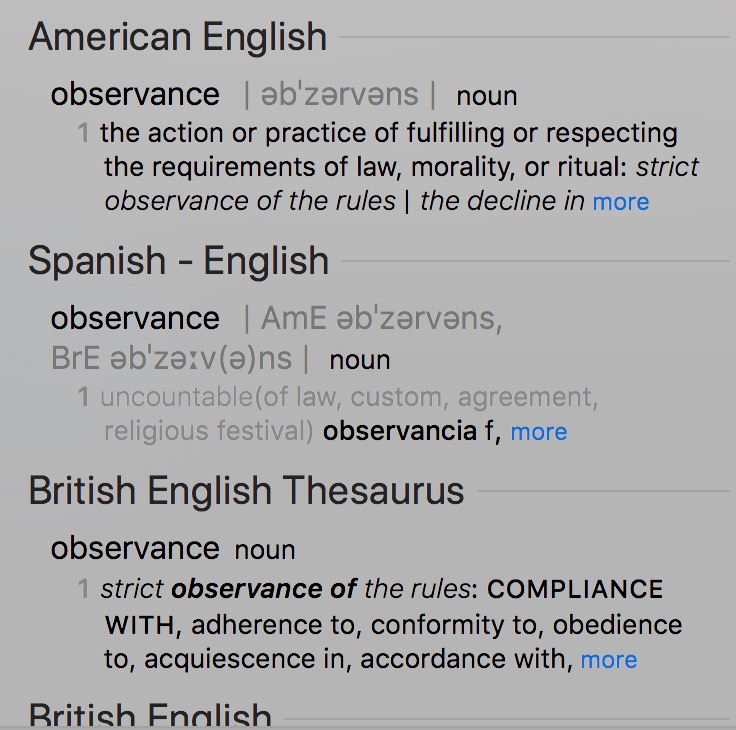 American English
observance | əbˈzərvəns | noun
1 the action or practice of fulfilling or respecting
the requirements of law, morality, or ritual: strict
observance of the rules | the decline in more
Spanish - English
observance | AmE əbˈzərvəns,
BrE əbˈzəːv(ə)ns | noun
1 uncountable(of law, custom, agreement,
religious festival) observancia f, more
British English Thesaurus
observance noun
1 strict observance of the rules: COMPLIANCE
WITH, adherence to, conformity to, obedience
to, acquiescence in, accordance with, more
British English